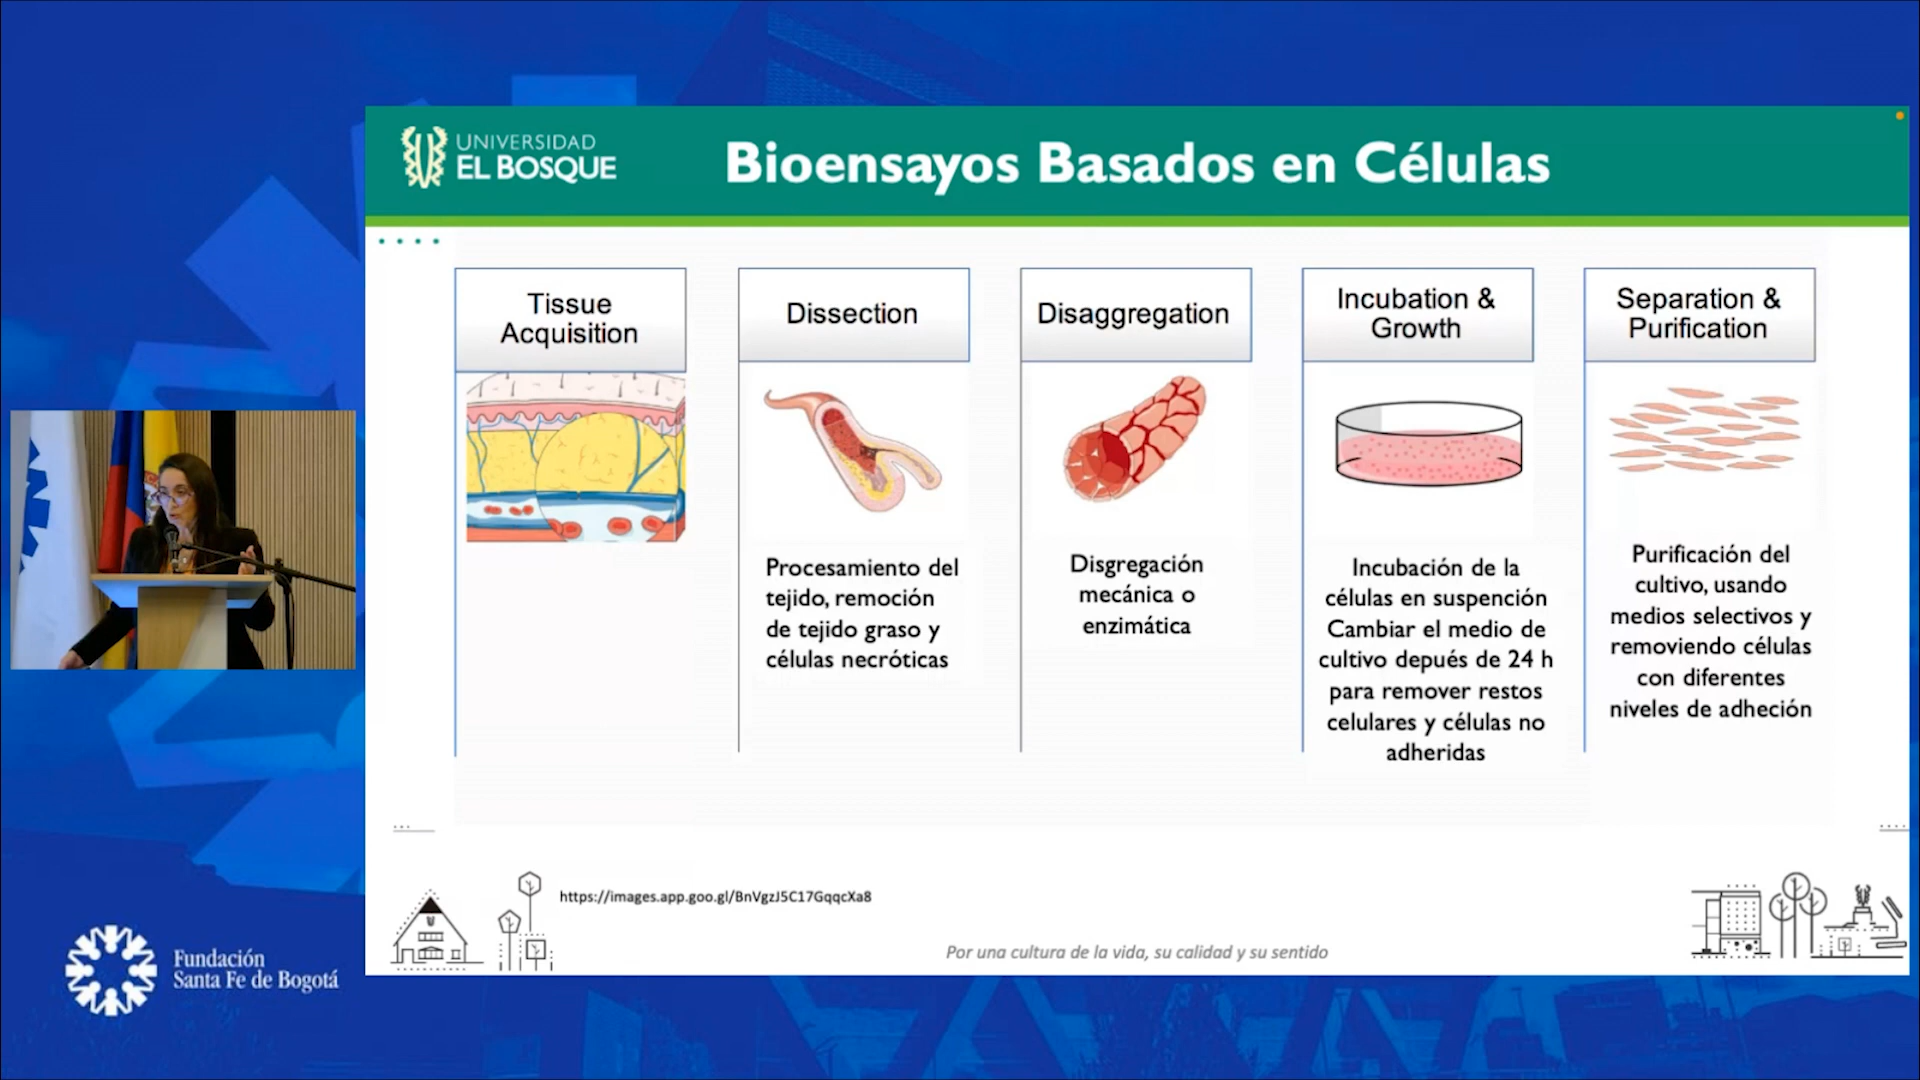 UNIVERSIDAD
EL BOSQUE
Bioensayos Basados en Células
Tissue
Acquisition
Dissection
Procesamiento del
tejido, remoción
de tejido graso y
células necróticas
Disaggregation
Disgregación
mecánica o
enzimática
Incubation &
Growth
Incubación de la
células en suspención
Cambiar el medio de
cultivo depués de 24 h
para remover restos
celulares y células no
adheridas
Separation &
Purification
Purificación del
cultivo, usando
medios selectivos y
removiendo células
con diferentes
niveles de adheción
https://images.app.goo.gl/BnVgzJ5C17GqqcXa8
Por una cultura de la vida, su calidad y su sentido
Fundación
Santa Fe de Bogotá